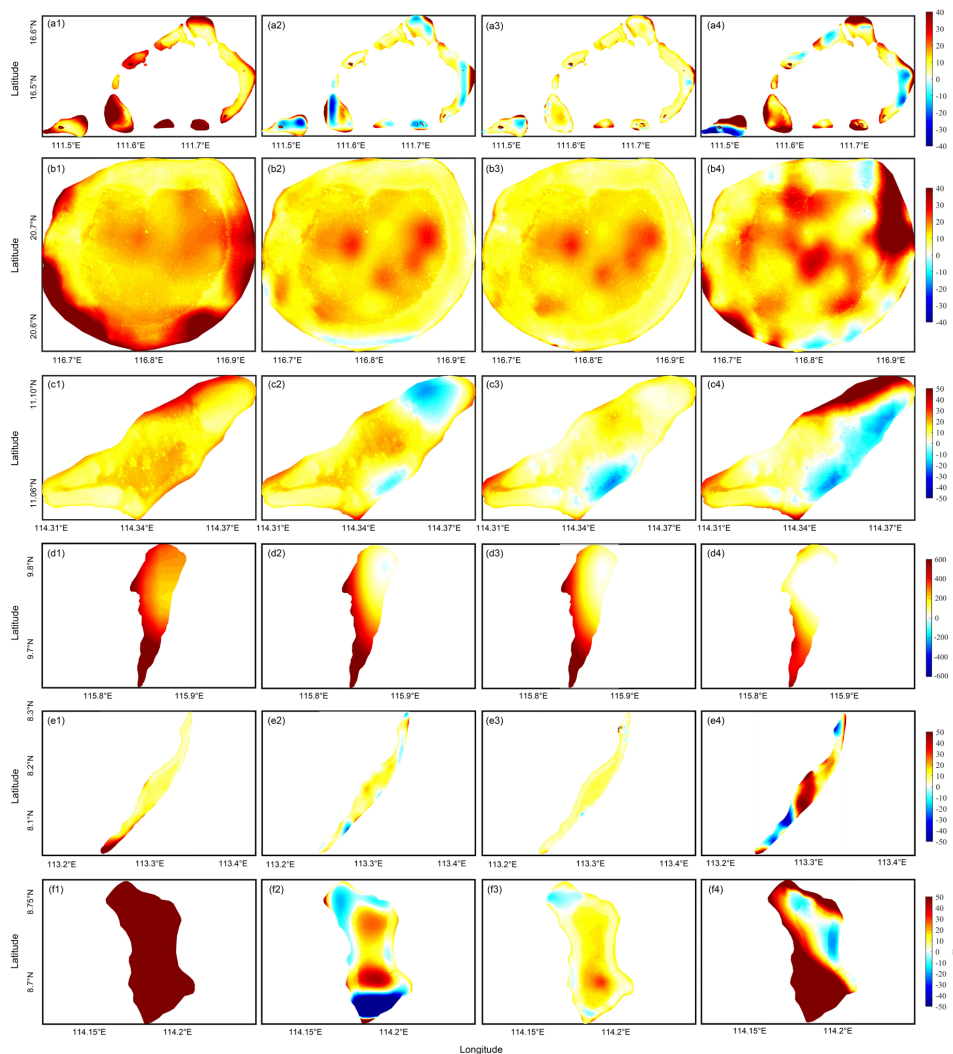 (a1) (a2) (a3) (a4)
Latitude 16.6°N 16.5°N
40 30 20 10 0 -10 -20 -30 -40
111.5°E 111.6°E 111.7°E 111.5°E 111.6°E 111.7°E 111.5°E 111.6°E 111.7°E 111.5°E 111.6°E 111.7°E
(b1) (b2) (b3) (b4)
Latitude 20.7°N 20.6°N
40 30 20 10 0 -10 -20 -30 -40
116.7°E 116.8°E 116.9°E 116.7°E 116.8°E 116.9°E 116.7°E 116.8°E 116.9°E 116.7°E 116.8°E 116.9°E
(c1) (c2) (c3) (c4)
Latitude 11.10°N 11.06°N
50 40 30 20 10 0 -10 -20 -30 -40 -50
114.31°E 114.34°E 114.37°E 114.31°E 114.34°E 114.37°E 114.31°E 114.34°E 114.37°E 114.31°E 114.34°E 114.37°E
(d1) (d2) (d3) (d4)
Latitude 9.8°N 9.7°N
600 400 200 0 -200 -400 -600
115.8°E 115.9°E 115.8°E 115.9°E 115.8°E 115.9°E 115.8°E 115.9°E
(e1) (e2) (e3) (e4)
Latitude 8.3°N 8.2°N 8.1°N
50 40 30 20 10 0 -10 -20 -30 -40 -50
113.2°E 113.3°E 113.4°E 113.2°E 113.3°E 113.4°E 113.2°E 113.3°E 113.4°E 113.2°E 113.3°E 113.4°E
(f1) (f2) (f3) (f4)
Latitude 8.75°N 8.7°N
50 40 30 20 10 0 -10 -20 -30 -40 -50
114.15°E 114.2°E 114.15°E 114.2°E 114.15°E 114.2°E 114.15°E 114.2°E
Longitude